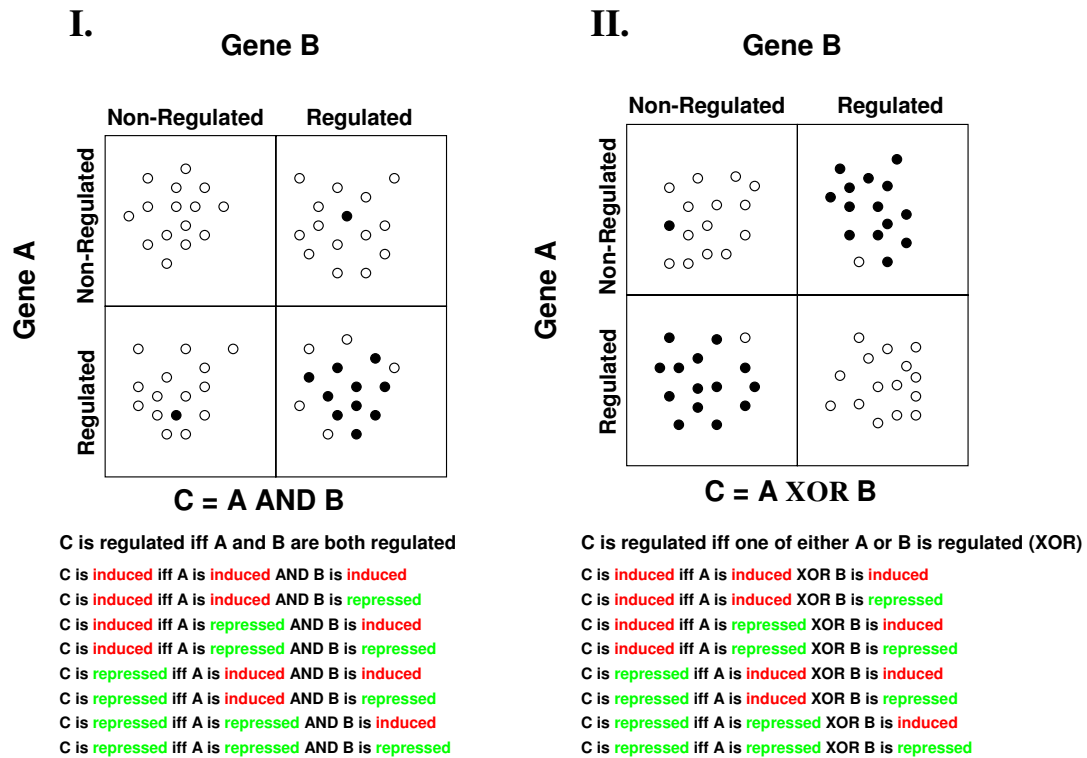 I.
Gene B
Non-Regulated Regulated
Gene A
Non-Regulated
Regulated
C = A AND B
C is regulated iff A and B are both regulated
C is induced iff A is induced AND B is induced
C is induced iff A is induced AND B is repressed
C is induced iff A is repressed AND B is induced
C is induced iff A is repressed AND B is repressed
C is repressed iff A is induced AND B is induced
C is repressed iff A is induced AND B is repressed
C is repressed iff A is repressed AND B is induced
C is repressed iff A is repressed AND B is repressed
II.
Gene B
Non-Regulated Regulated
Gene A
Non-Regulated
Regulated
C = A XOR B
C is regulated iff one of either A or B is regulated (XOR)
C is induced iff A is induced XOR B is induced
C is induced iff A is induced XOR B is repressed
C is induced iff A is repressed XOR B is induced
C is induced iff A is repressed XOR B is repressed
C is repressed iff A is induced XOR B is induced
C is repressed iff A is induced XOR B is repressed
C is repressed iff A is repressed XOR B is induced
C is repressed iff A is repressed XOR B is repressed